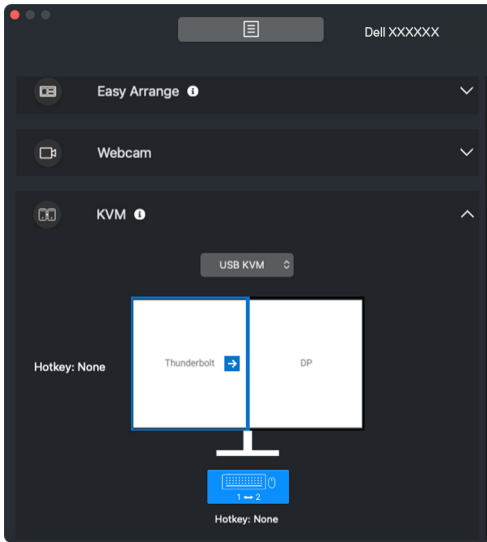 Dell XXXXXX
Easy Arrange
Webcam
KVM
USB KVM
Hotkey: None
Thunderbolt
DP
1 ↔ 2
Hotkey: None